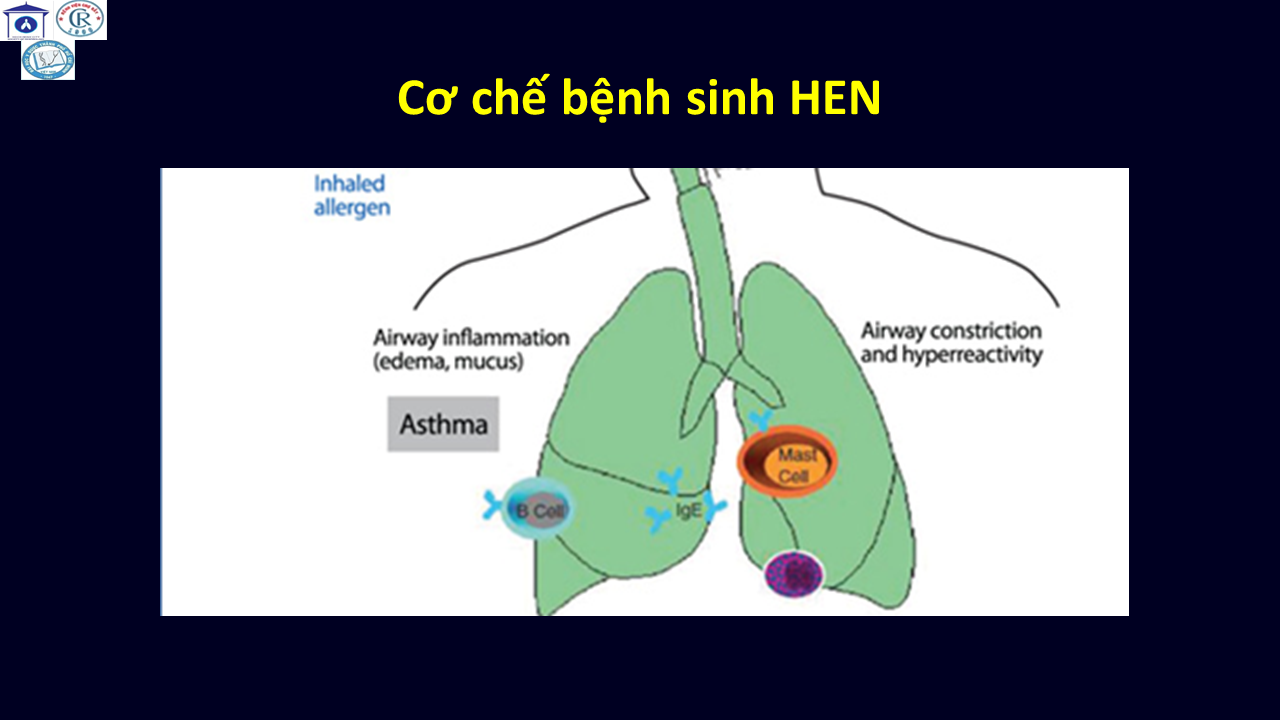 Cơ chế bệnh sinh HEN
Inhaled
allergen
Airway inflammation
(edema, mucus)
Airway constriction
and hyperreactivity
Asthma
Mast
Cell
B Cell
IgE